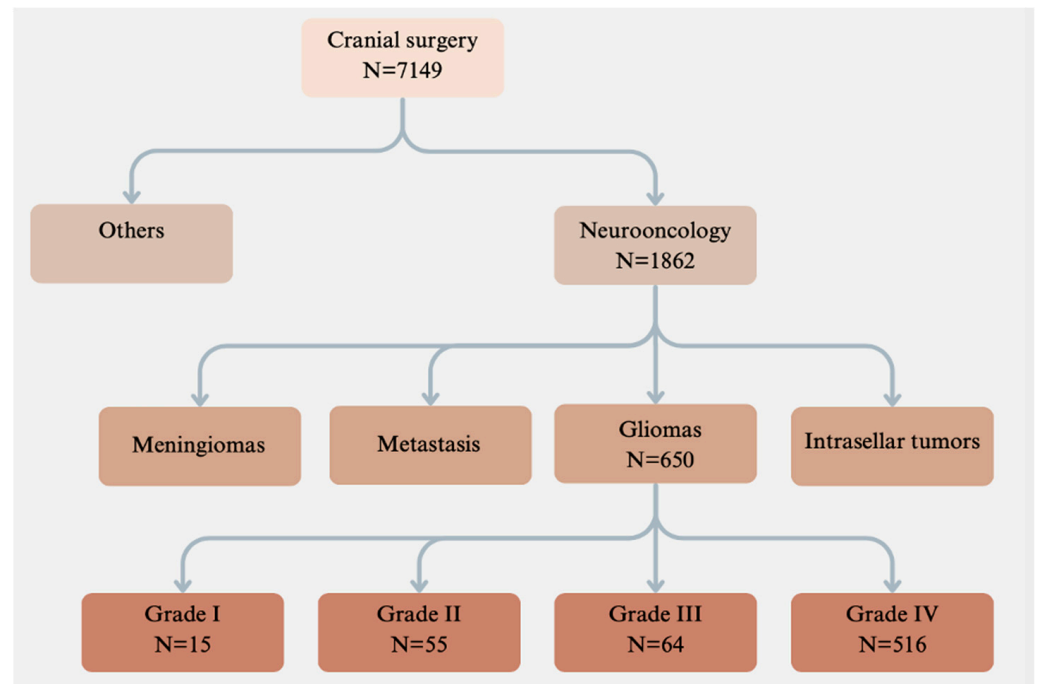 Cranial surgery
N=7149
Others
Neurooncology
N=1862
Meningiomas
Metastasis
Gliomas
N=650
Intrasellar tumors
Grade I
N=15
Grade II
N=55
Grade III
N=64
Grade IV
N=516